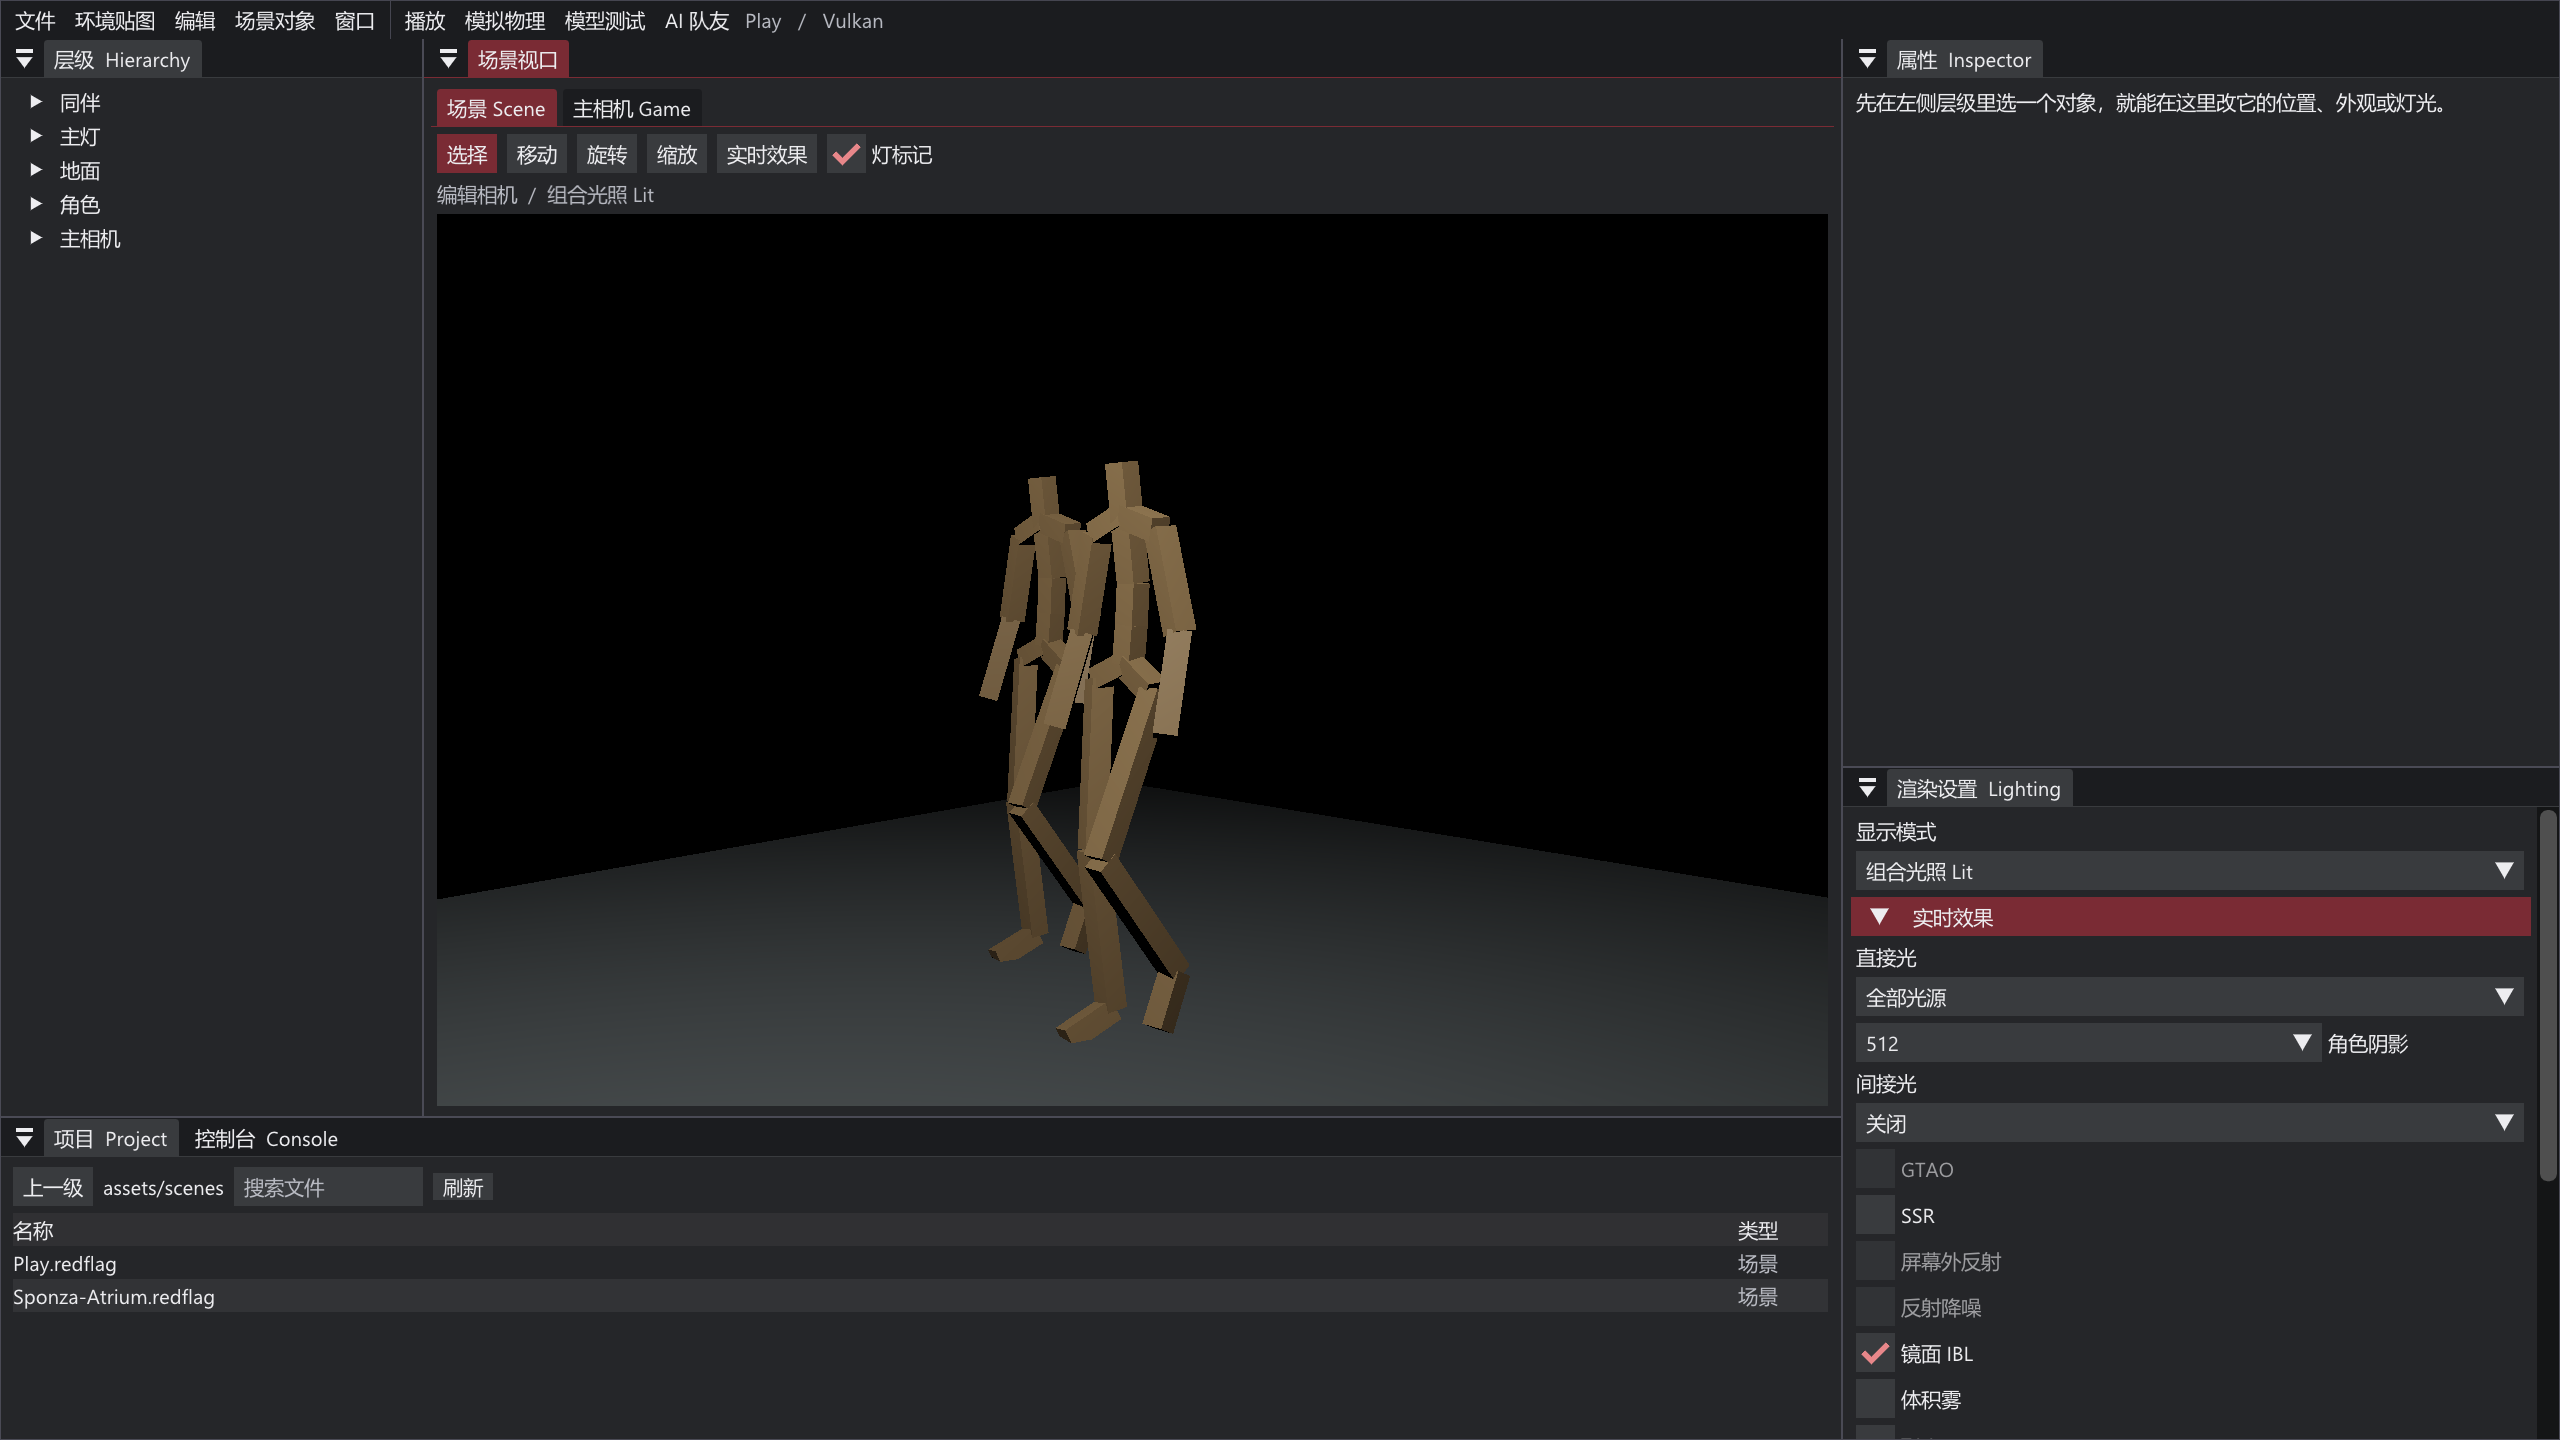 文件 环境贴图 编辑 场景对象 窗口 播放 模拟物理 模型测试 AI 队友 Play / Vulkan
层级 Hierarchy
同伴
主灯
地面
角色
主相机
场景视口
场景 Scene 主相机 Game
选择 移动 旋转 缩放 实时效果 灯标记
编辑相机 / 组合光照 Lit
属性 Inspector
先在左侧层级里选一个对象，就能在这里改它的位置、外观或灯光。
渲染设置 Lighting
显示模式
组合光照 Lit
实时效果
直接光
全部光源
512 角色阴影
间接光
关闭
GTAO
SSR
屏幕外反射
反射降噪
镜面 IBL
体积雾
项目 Project 控制台 Console
上一级 assets/scenes 搜索文件 刷新
名称 类型
Play.redflag 场景
Sponza-Atrium.redflag 场景